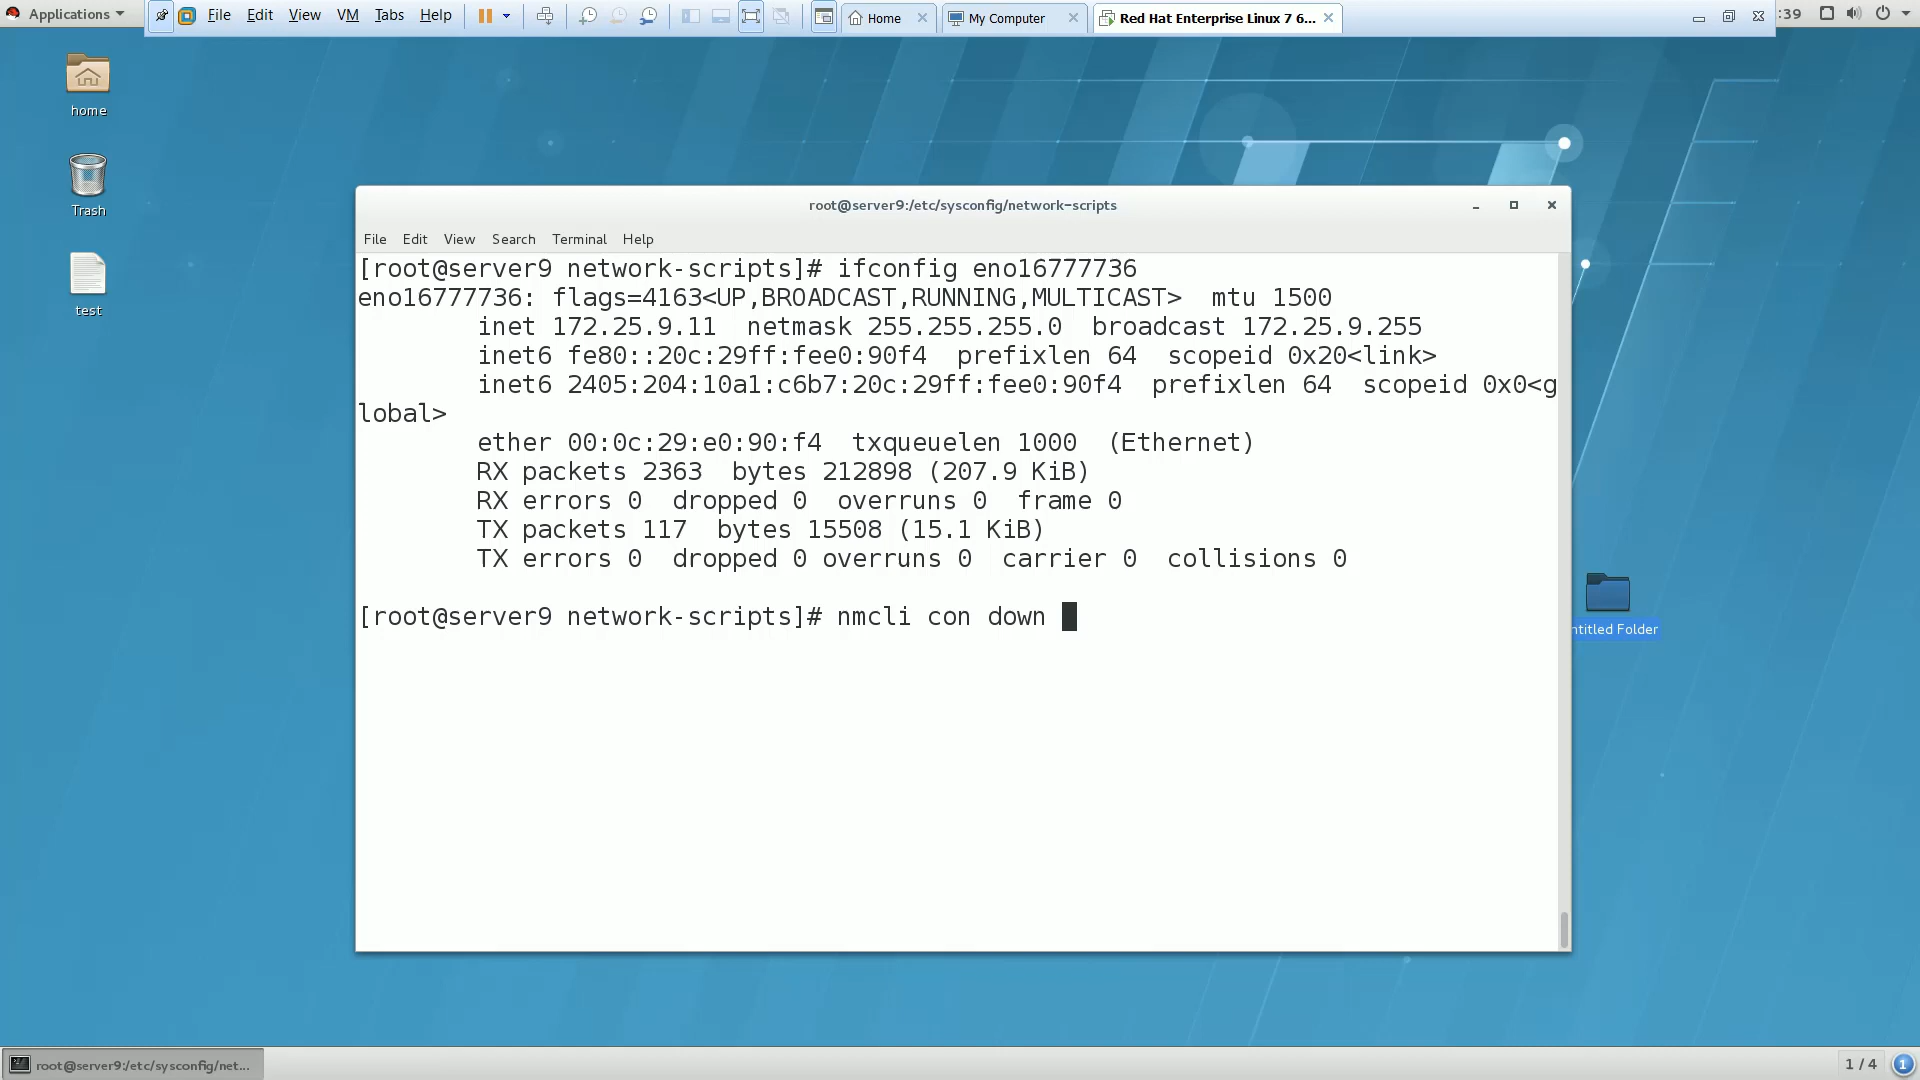 Applications
File Edit View VM Tabs Help
Home
My Computer
Red Hat Enterprise Linux 7 6...
:39
home
Trash
test
root@server9:/etc/sysconfig/network-scripts
File Edit View Search Terminal Help
[root@server9 network-scripts]# ifconfig eno16777736
eno16777736: flags=4163<UP,BROADCAST,RUNNING,MULTICAST>  mtu 1500
        inet 172.25.9.11  netmask 255.255.255.0  broadcast 172.25.9.255
        inet6 fe80::20c:29ff:fee0:90f4  prefixlen 64  scopeid 0x20<link>
        inet6 2405:204:10a1:c6b7:20c:29ff:fee0:90f4  prefixlen 64  scopeid 0x0<g
lobal>
        ether 00:0c:29:e0:90:f4  txqueuelen 1000  (Ethernet)
        RX packets 2363  bytes 212898 (207.9 KiB)
        RX errors 0  dropped 0  overruns 0  frame 0
        TX packets 117  bytes 15508 (15.1 KiB)
        TX errors 0  dropped 0 overruns 0  carrier 0  collisions 0
[root@server9 network-scripts]# nmcli con down
ntitled Folder
root@server9:/etc/sysconfig/net...
1 / 4
1